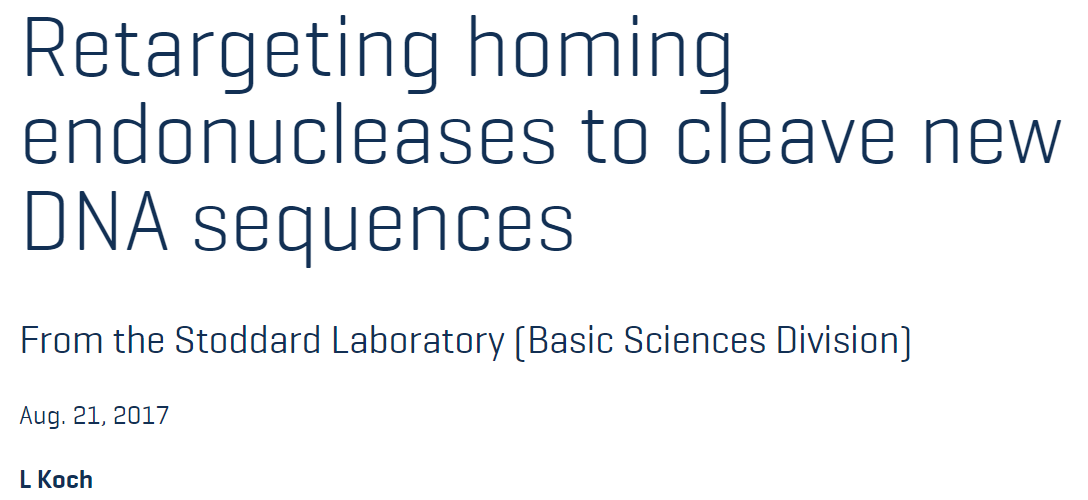 Retargeting homing
endonucleases to cleave new
DNA sequences
From the Stoddard Laboratory (Basic Sciences Division)
Aug. 21, 2017
L Koch